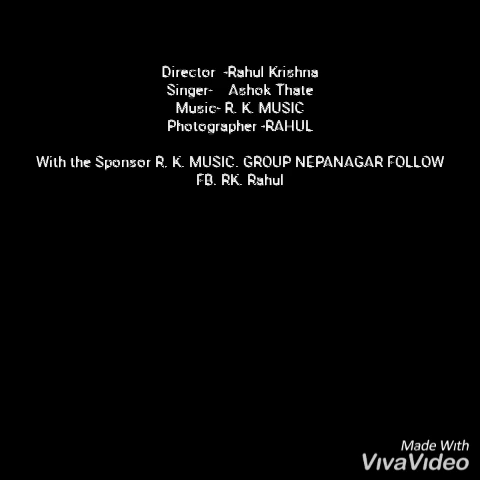 Director -Rahul Krishna
Singer- Ashok Thate
Music- R. K. MUSIC
Photographer -RAHUL
With the Sponsor R. K. MUSIC. GROUP NEPANAGAR FOLLOW
FB. RK. Rahul
Made With
VivaVideo